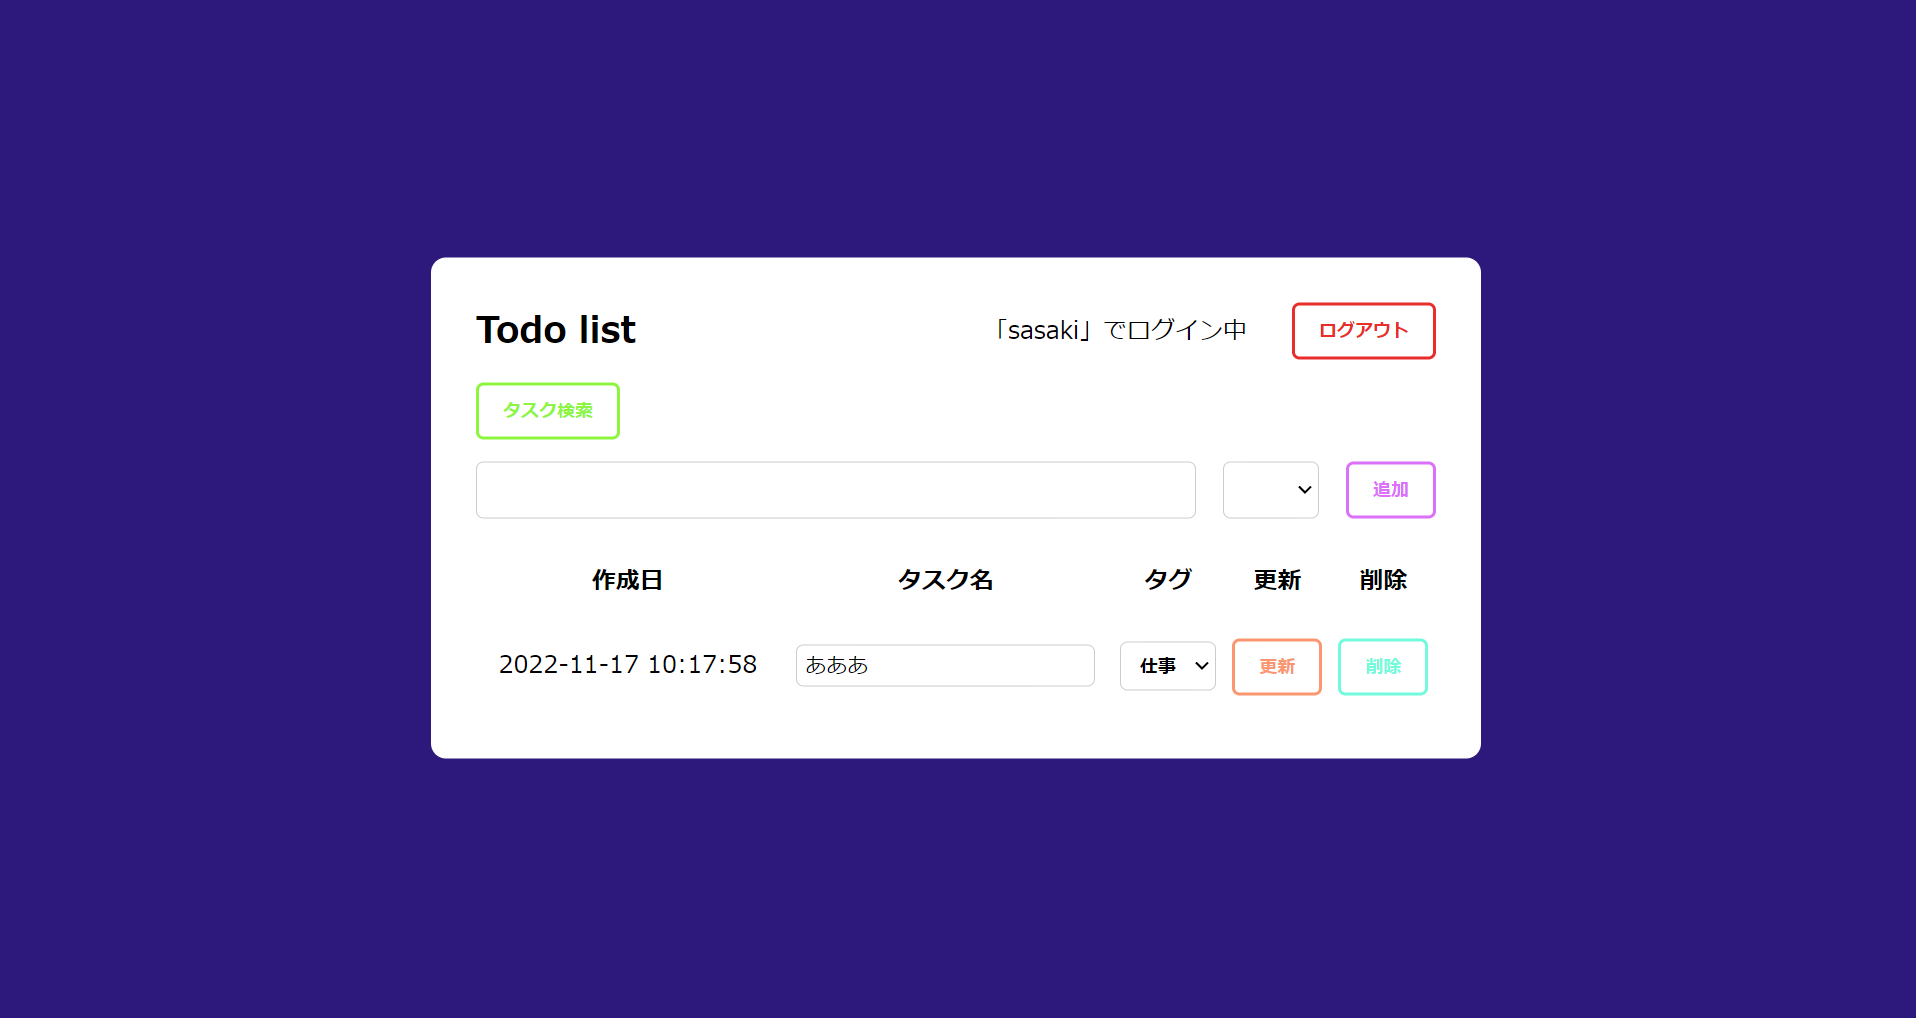 Todo list 「sasaki」でログイン中 ログアウト
タスク検索
追加
作成日 タスク名 タグ 更新 削除
2022-11-17 10:17:58 あああ 仕事 更新 削除